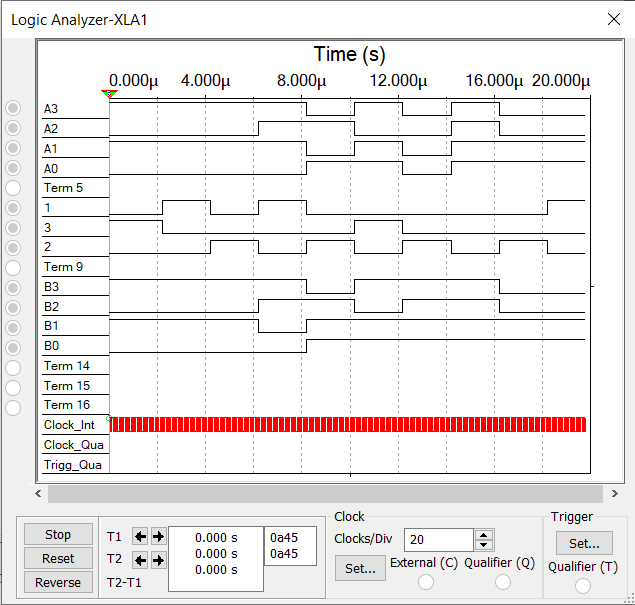 Logic Analyzer-XLA1
Time (s)
0.000µ 4.000µ 8.000µ 12.000µ 16.000µ 20.000µ
A3
A2
A1
A0
Term 5
1
3
2
Term 9
B3
B2
B1
B0
Term 14
Term 15
Term 16
Clock_Int
Clock_Qua
Trigg_Qua
Stop
Reset
Reverse
T1 0.000 s 0a45
T2 0.000 s 0a45
T2-T1 0.000 s
Clock
Clocks/Div 20
Set... External (C) Qualifier (Q)
Trigger
Set...
Qualifier (T)